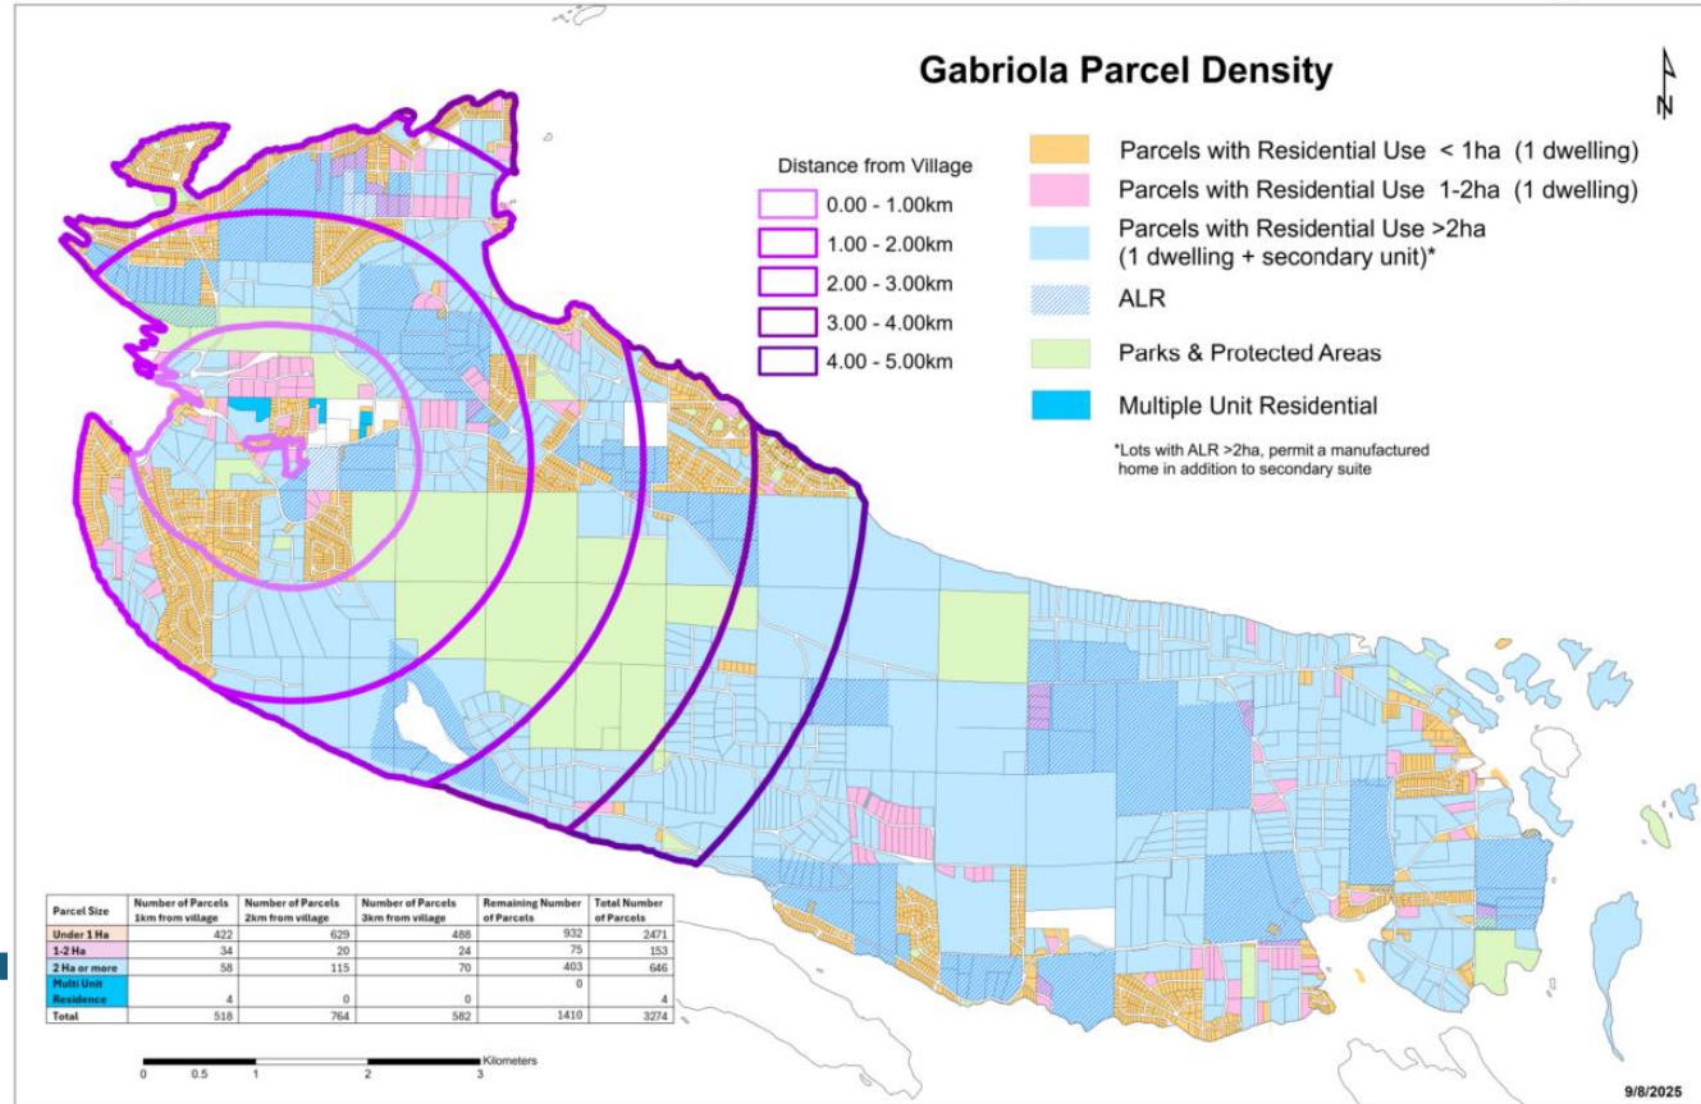 Gabriola Parcel Density
N
Distance from Village
0.00 - 1.00km
1.00 - 2.00km
2.00 - 3.00km
3.00 - 4.00km
4.00 - 5.00km
Parcels with Residential Use < 1ha (1 dwelling)
Parcels with Residential Use 1-2ha (1 dwelling)
Parcels with Residential Use >2ha
(1 dwelling + secondary unit)*
ALR
Parks & Protected Areas
Multiple Unit Residential
*Lots with ALR >2ha, permit a manufactured
home in addition to secondary suite
Parcel Size Number of Parcels 1km from village Number of Parcels 2km from village Number of Parcels 3km from village Remaining Number of Parcels Total Number of Parcels
Under 1 Ha 422 629 488 932 2471
1-2 Ha 34 20 24 75 153
2 Ha or more 58 115 70 403 646
Multi Unit Residence 4 0 0 0 4
Total 518 764 582 1410 3274
Kilometers
0 0.5 1 2 3
9/8/2025